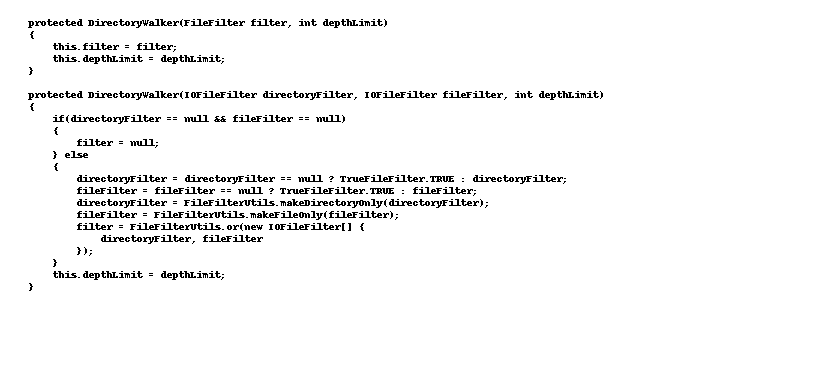 protected DirectoryWalker(FileFilter filter, int depthLimit)
{
    this.filter = filter;
    this.depthLimit = depthLimit;
}

protected DirectoryWalker(IOFileFilter directoryFilter, IOFileFilter fileFilter, int depthLimit)
{
    if(directoryFilter == null && fileFilter == null)
    {
        filter = null;
    } else
    {
        directoryFilter = directoryFilter == null ? TrueFileFilter.TRUE : directoryFilter;
        fileFilter = fileFilter == null ? TrueFileFilter.TRUE : fileFilter;
        directoryFilter = FileFilterUtils.makeDirectoryOnly(directoryFilter);
        fileFilter = FileFilterUtils.makeFileOnly(fileFilter);
        filter = FileFilterUtils.or(new IOFileFilter[] {
            directoryFilter, fileFilter
        });
    }
    this.depthLimit = depthLimit;
}